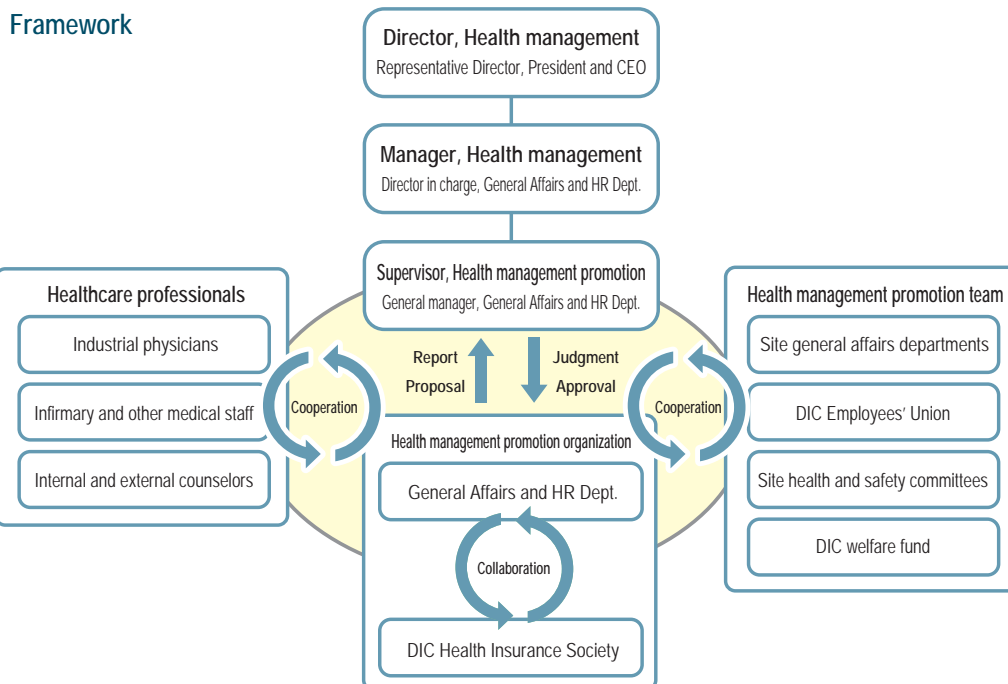 Framework
Director, Health management
Representative Director, President and CEO
Manager, Health management
Director in charge, General Affairs and HR Dept.
Supervisor, Health management promotion
General manager, General Affairs and HR Dept.
Healthcare professionals
Industrial physicians
Infirmary and other medical staff
Internal and external counselors
Cooperation
Report
Proposal
Judgment
Approval
Cooperation
Health management promotion team
Site general affairs departments
DIC Employees’ Union
Site health and safety committees
DIC welfare fund
Health management promotion organization
General Affairs and HR Dept.
Collaboration
DIC Health Insurance Society